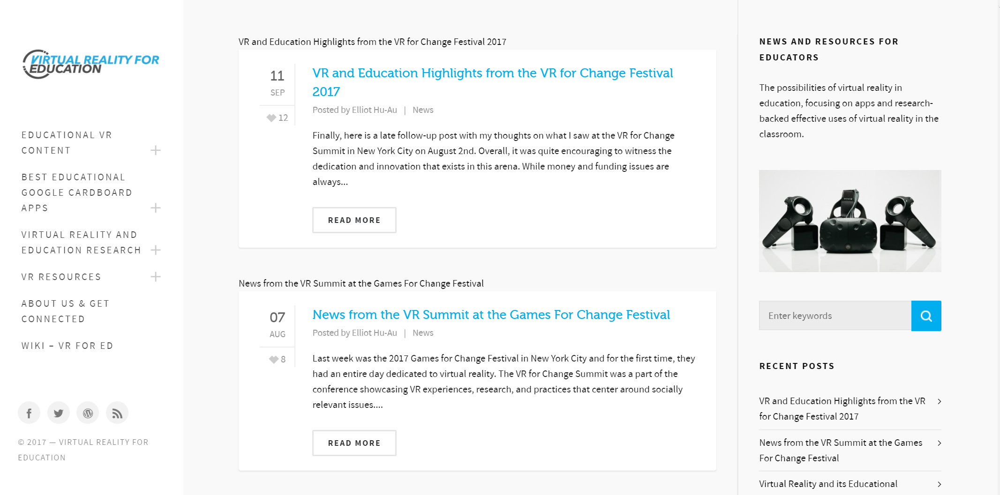 VIRTUAL REALITY FOR
EDUCATION
EDUCATIONAL VR
CONTENT
BEST EDUCATIONAL
GOOGLE CARDBOARD
APPS
VIRTUAL REALITY AND
EDUCATION RESEARCH
VR RESOURCES
ABOUT US & GET
CONNECTED
WIKI – VR FOR ED
© 2017 — VIRTUAL REALITY FOR
EDUCATION
VR and Education Highlights from the VR for Change Festival 2017
11
SEP
12
VR and Education Highlights from the VR for Change Festival
2017
Posted by Elliot Hu-Au | News
Finally, here is a late follow-up post with my thoughts on what I saw at the VR for Change
Summit in New York City on August 2nd. Overall, it was quite encouraging to witness the
dedication and innovation that exists in this arena. While money and funding issues are
always...
READ MORE
News from the VR Summit at the Games For Change Festival
07
AUG
8
News from the VR Summit at the Games For Change Festival
Posted by Elliot Hu-Au | News
Last week was the 2017 Games for Change Festival in New York City and for the first time, they
had an entire day dedicated to virtual reality. The VR for Change Summit was a part of the
conference showcasing VR experiences, research, and practices that center around socially
relevant issues....
READ MORE
NEWS AND RESOURCES FOR
EDUCATORS
The possibilities of virtual reality in
education, focusing on apps and research-
backed effective uses of virtual reality in the
classroom.
VIVE
Enter keywords
RECENT POSTS
VR and Education Highlights from the VR
for Change Festival 2017
News from the VR Summit at the Games
For Change Festival
Virtual Reality and its Educational